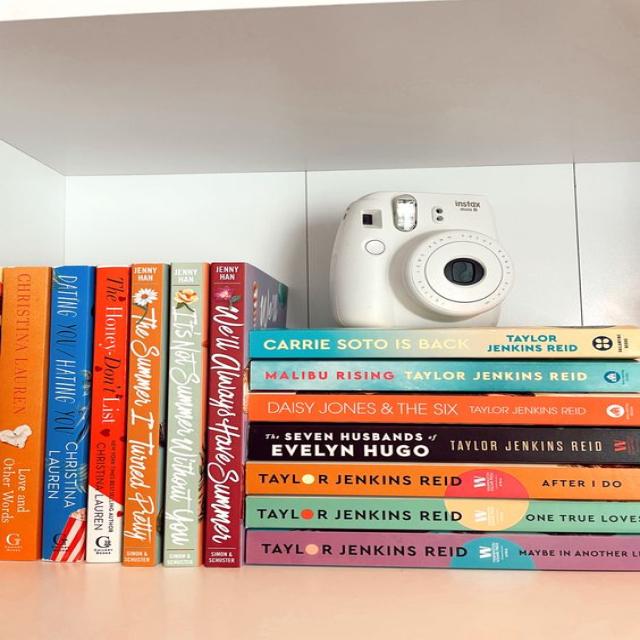 CHRISTINA LAUREN
Love and
Other Words
DATING YOU / HATING YOU
CHRISTINA
LAUREN
The Honey-Don't List
CHRISTINA
LAUREN
JENNY
HAN
The Summer I Turned Pretty
SIMON &
SCHUSTER
JENNY
HAN
It's Not Summer Without You
SIMON &
SCHUSTER
JENNY
HAN
We'll Always Have Summer
SIMON &
SCHUSTER
instax
mini 8
CARRIE SOTO IS BACK TAYLOR
JENKINS REID
MALIBU RISING TAYLOR JENKINS REID
DAISY JONES & THE SIX TAYLOR JENKINS REID
The SEVEN HUSBANDS of
EVELYN HUGO TAYLOR JENKINS REID
TAYLOR JENKINS REID W AFTER I DO
TAYLOR JENKINS REID W ONE TRUE LOVES
TAYLOR JENKINS REID W MAYBE IN ANOTHER LI